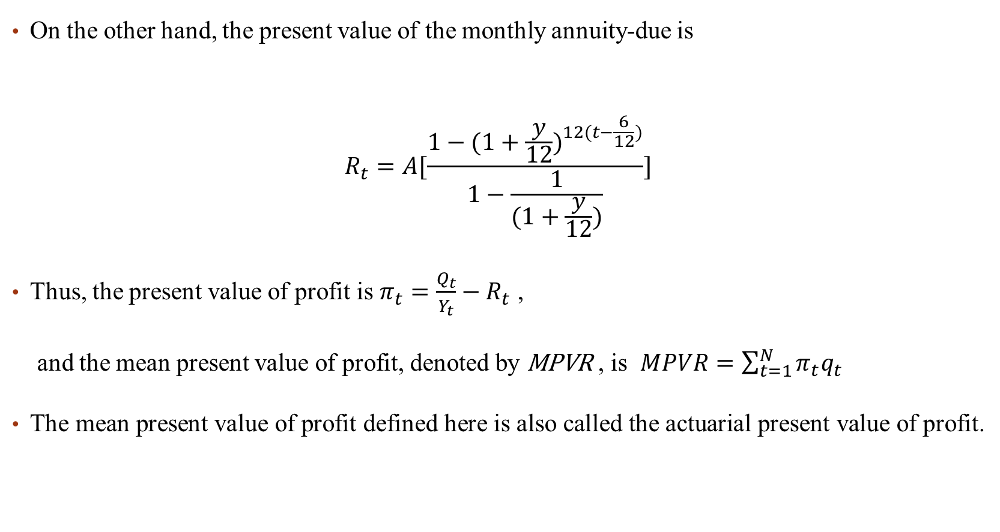 • On the other hand, the present value of the monthly annuity-due is
R_t = A[\frac{1 - (1 + \frac{y}{12})^{12(t - \frac{6}{12})}}{1 - \frac{1}{(1 + \frac{y}{12})}}]
• Thus, the present value of profit is π_t = \frac{Q_t}{Y_t} − R_t ,
and the mean present value of profit, denoted by MPVR, is MPVR = ∑_{t=1}^{N} π_t q_t
• The mean present value of profit defined here is also called the actuarial present value of profit.